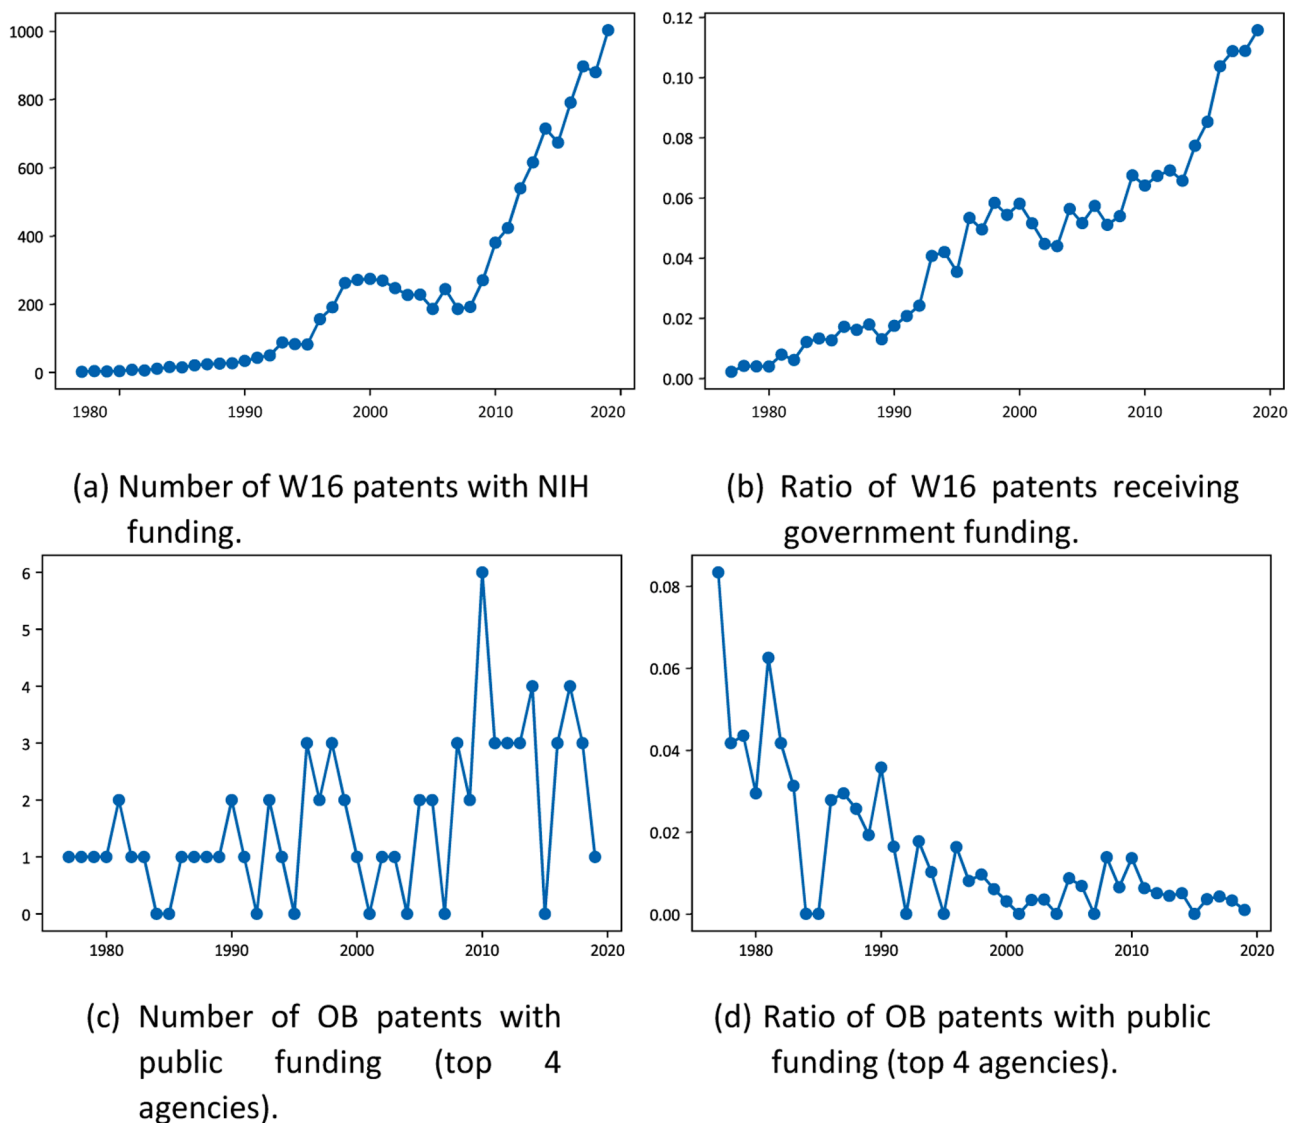 1000
800
600
400
200
0
1980 1990 2000 2010 2020
(a) Number of W16 patents with NIH
funding.
0.12
0.10
0.08
0.06
0.04
0.02
0.00
1980 1990 2000 2010 2020
(b) Ratio of W16 patents receiving
government funding.
6
5
4
3
2
1
0
1980 1990 2000 2010 2020
(c) Number of OB patents with
public funding (top 4
agencies).
0.08
0.06
0.04
0.02
0.00
1980 1990 2000 2010 2020
(d) Ratio of OB patents with public
funding (top 4 agencies).